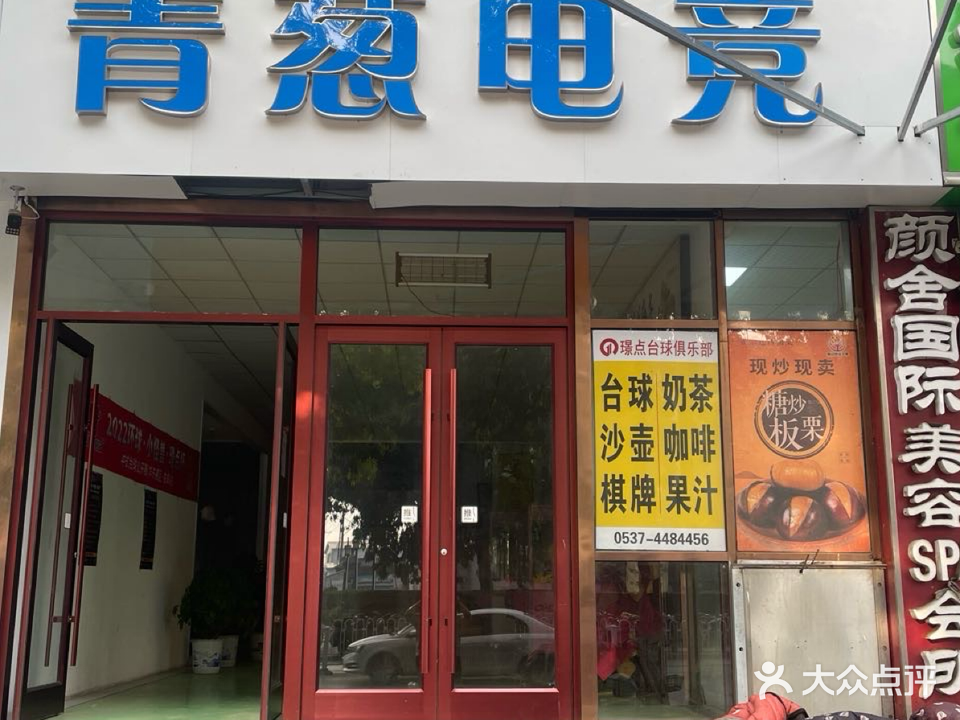 青葱电竞
璟点台球俱乐部
台球 奶茶
沙壶 咖啡
棋牌 果汁
0537-4484456
现炒现卖
糖炒
板栗
颜舍国际美容SPA会所
推
推
大众点评